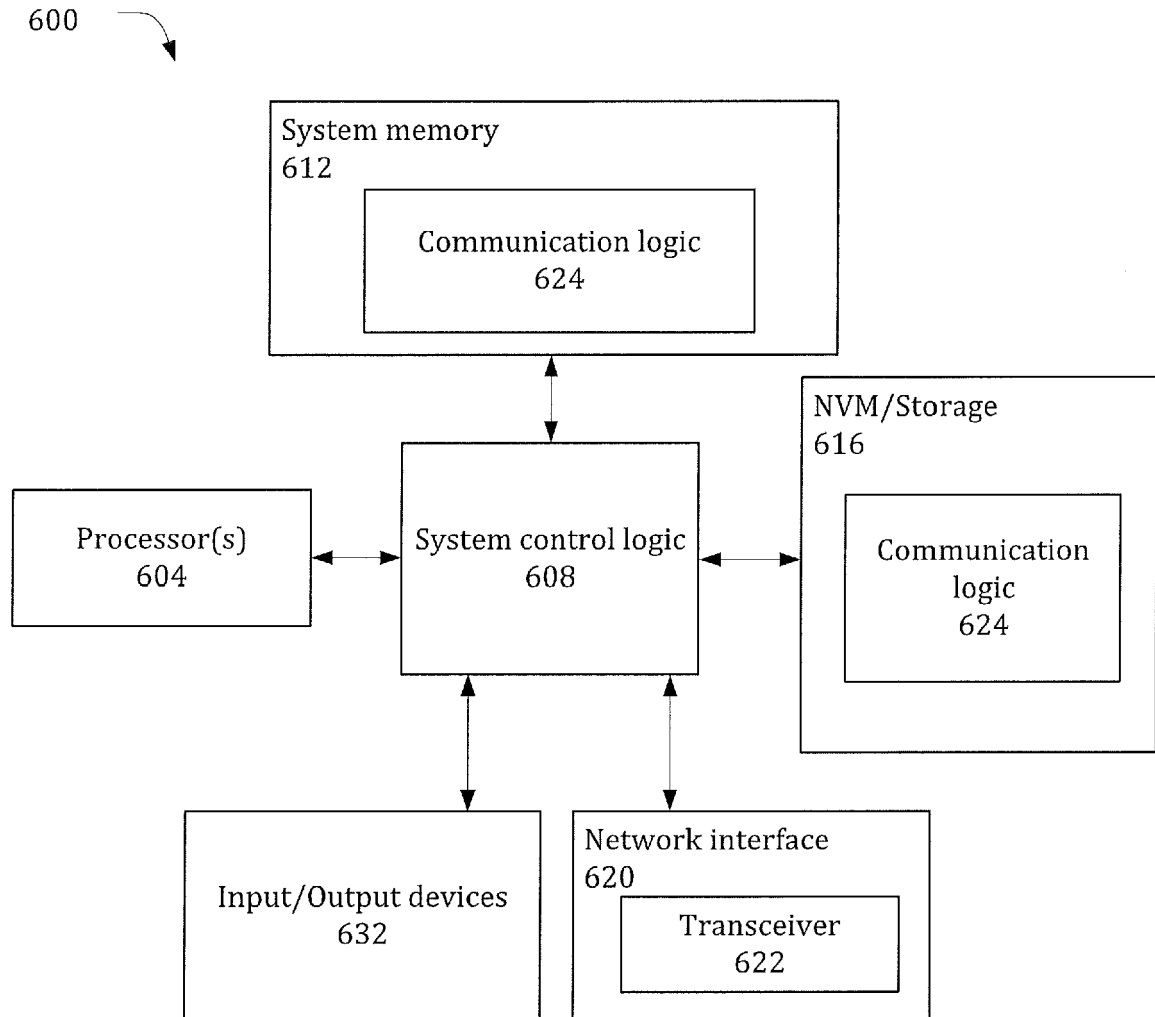 600
System memory
612
Communication logic
624
NVM/Storage
616
Communication
logic
624
Processor(s)
604
System control logic
608
Input/Output devices
632
Network interface
620
Transceiver
622